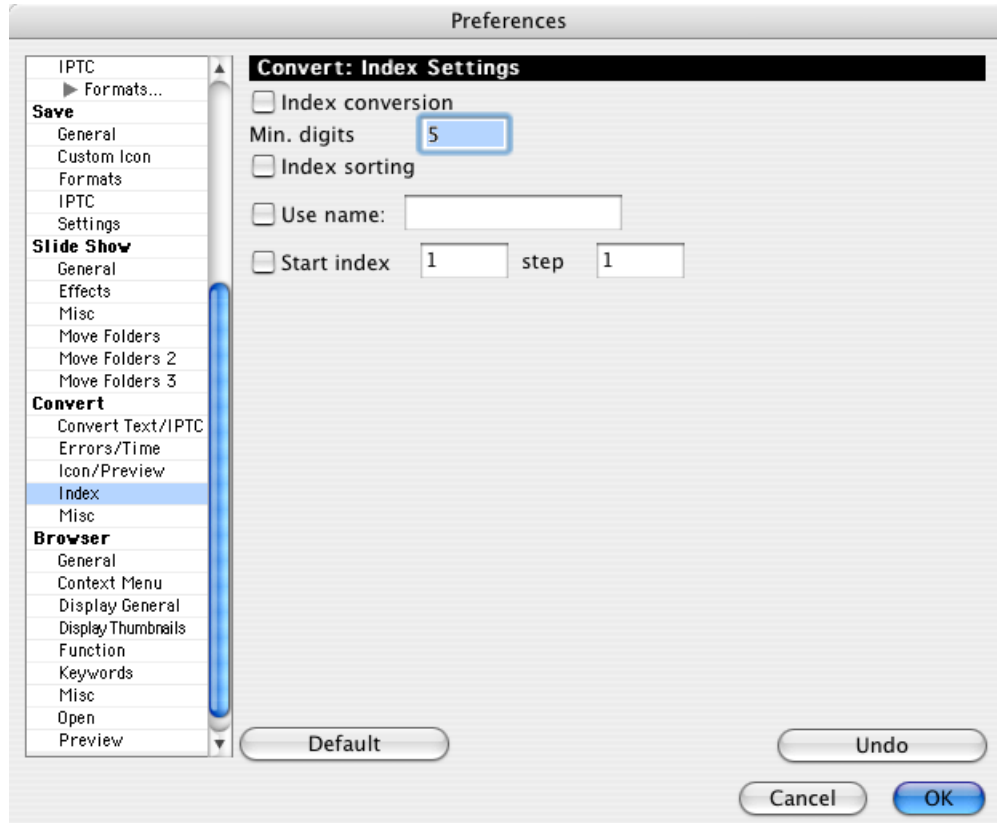 Preferences
IPTC
Formats...
Save
General
Custom Icon
Formats
IPTC
Settings
Slide Show
General
Effects
Misc
Move Folders
Move Folders 2
Move Folders 3
Convert
Convert Text/IPTC
Errors/Time
Icon/Preview
Index
Misc
Browser
General
Context Menu
Display General
Display Thumbnails
Function
Keywords
Misc
Open
Preview
Convert: Index Settings
Index conversion
Min. digits 5
Index sorting
Use name:
Start index 1 step 1
Default Undo
Cancel OK